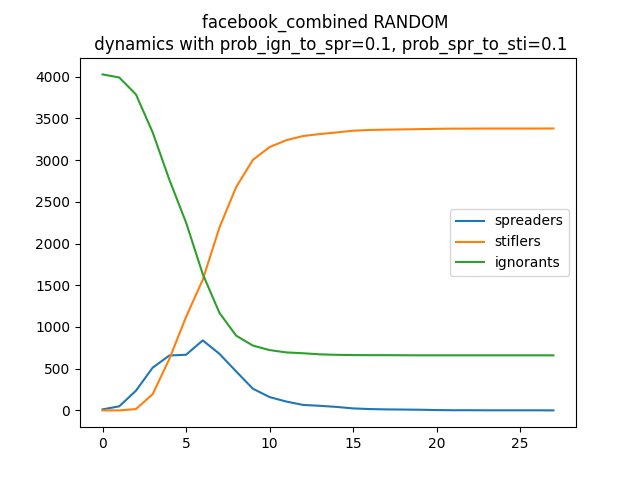 facebook_combined RANDOM
dynamics with prob_ign_to_spr=0.1, prob_spr_to_sti=0.1
4000
3500
3000
2500
2000
1500
1000
500
0
spreaders
stiflers
ignorants
0 5 10 15 20 25